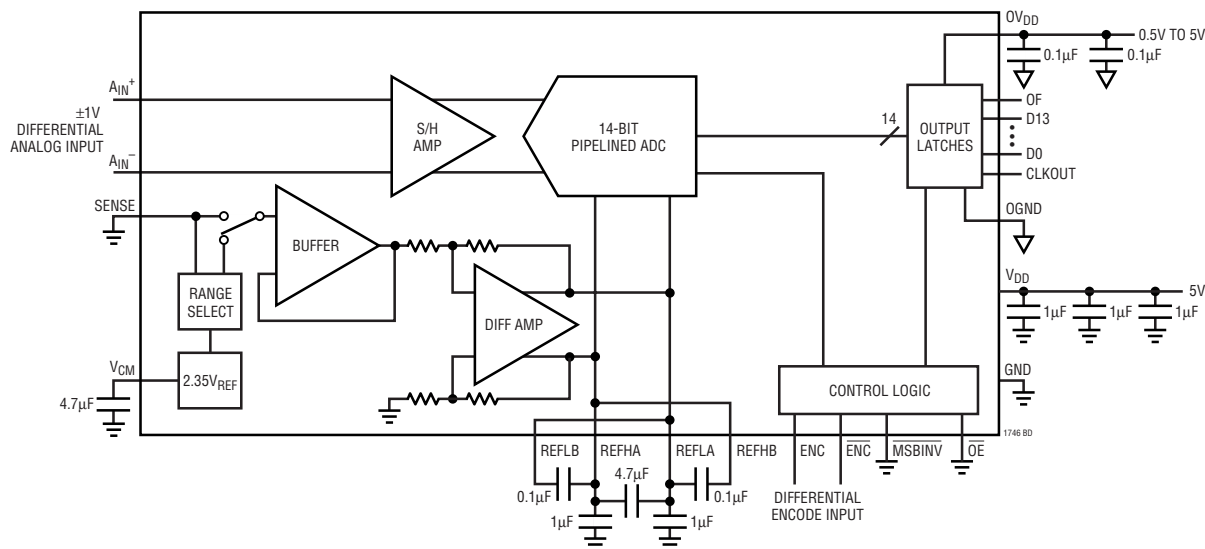 OVDD
0.5V TO 5V
0.1µF
0.1µF
AIN+
±1V
DIFFERENTIAL
ANALOG INPUT
AIN−
S/H
AMP
14-BIT
PIPELINED ADC
14
OUTPUT
LATCHES
OF
D13
D0
CLKOUT
OGND
SENSE
BUFFER
RANGE
SELECT
DIFF AMP
VDD
5V
1µF
1µF
1µF
VCM
2.35VREF
4.7µF
GND
CONTROL LOGIC
1746 BD
REFLB
REFHA
REFLA
REFHB
ENC
E̅N̅C̅
M̅S̅B̅I̅N̅V̅
O̅E̅
4.7µF
0.1µF
0.1µF
1µF
1µF
DIFFERENTIAL
ENCODE INPUT